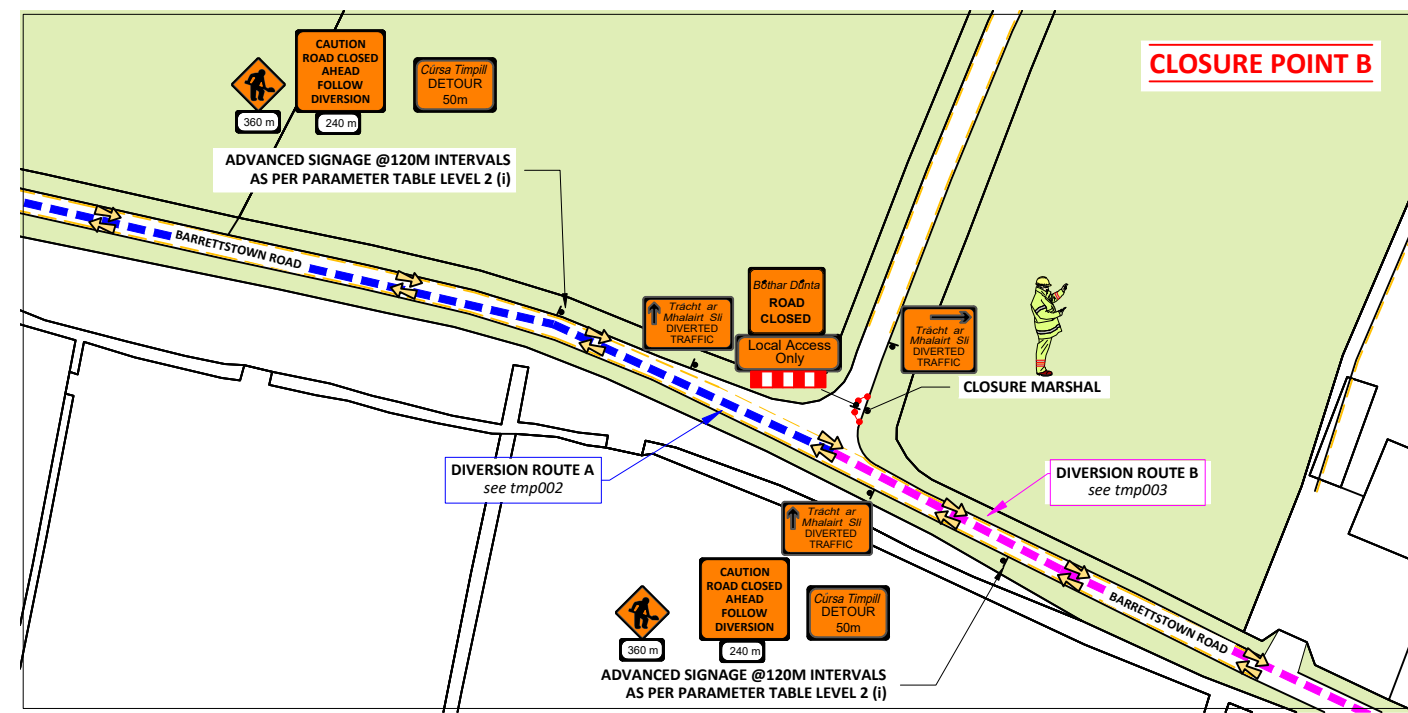 CLOSURE POINT B
CAUTION
ROAD CLOSED
AHEAD
FOLLOW
DIVERSION
Cúrsa Timpill
DETOUR
50m
360 m
240 m
ADVANCED SIGNAGE @120M INTERVALS
AS PER PARAMETER TABLE LEVEL 2 (i)
BARRETTSTOWN ROAD
Trácht ar
Mhalairt Slí
DIVERTED
TRAFFIC
Bóthar Dúnta
ROAD
CLOSED
Local Access
Only
Trácht ar
Mhalairt Slí
DIVERTED
TRAFFIC
CLOSURE MARSHAL
DIVERSION ROUTE A
see tmp002
DIVERSION ROUTE B
see tmp003
Trácht ar
Mhalairt Slí
DIVERTED
TRAFFIC
CAUTION
ROAD CLOSED
AHEAD
FOLLOW
DIVERSION
Cúrsa Timpill
DETOUR
50m
360 m
240 m
BARRETTSTOWN ROAD
ADVANCED SIGNAGE @120M INTERVALS
AS PER PARAMETER TABLE LEVEL 2 (i)